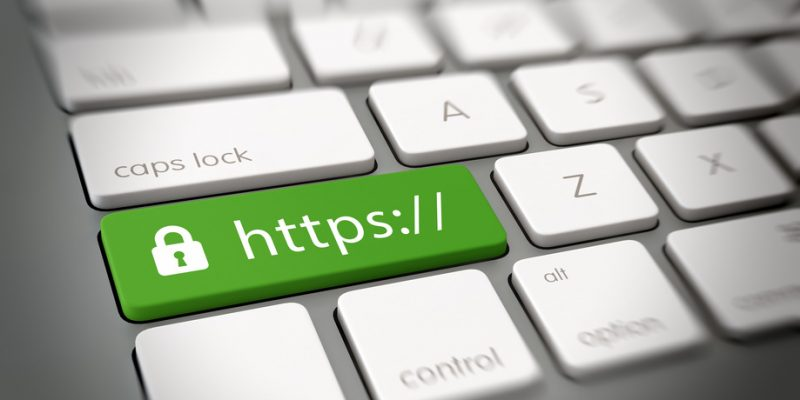 A
S
caps lock
https://
Z
X
alt
option
control